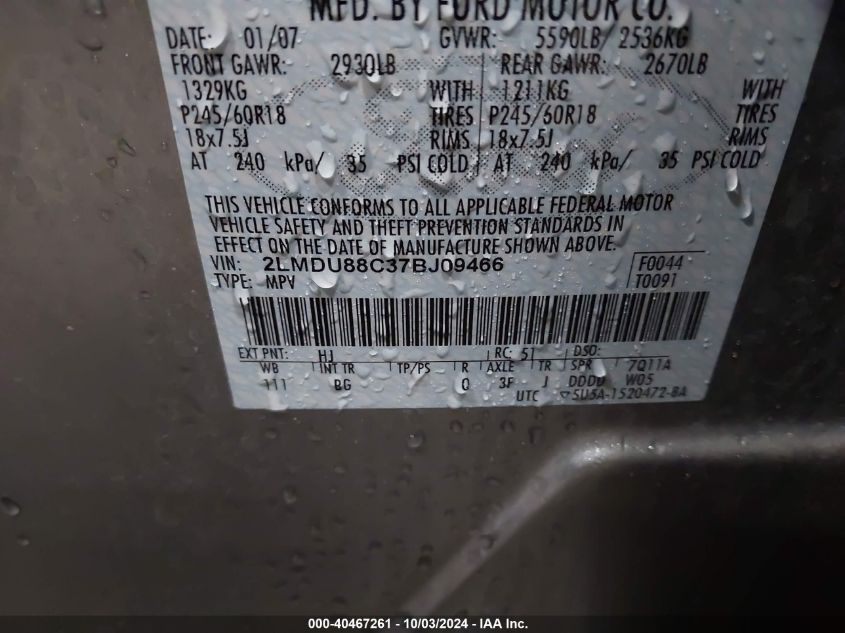 MFD. BY FORD MOTOR CO.
DATE: 01/07 GVWR: 5590LB/ 2536KG
FRONT GAWR: 2930LB REAR GAWR: 2670LB
1329KG WITH 1211KG WITH
P245/60R18 TIRES P245/60R18 TIRES
18x7.5J RIMS 18x7.5J RIMS
AT 240 kPa/ 35 PSI COLD AT 240 kPa/ 35 PSI COLD
THIS VEHICLE CONFORMS TO ALL APPLICABLE FEDERAL MOTOR
VEHICLE SAFETY AND THEFT PREVENTION STANDARDS IN
EFFECT ON THE DATE OF MANUFACTURE SHOWN ABOVE.
VIN: 2LMDU88C37BJ09466 F0044
TYPE: MPV T0091
EXT PNT: HJ RC: 51 DSO:
WB INT TR TP/PS R AXLE TR SPR 7Q11A
111 BG Q 3F J DDDD W05
UTC 5U5A-1520472-BA
000-40467261 - 10/03/2024 - IAAI Inc.